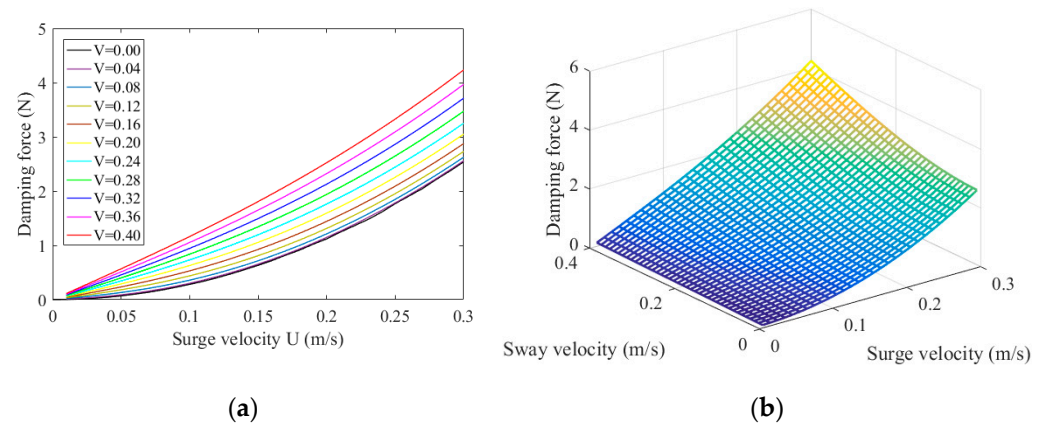 5
4
3
2
1
0
Damping force (N)
V=0.00
V=0.04
V=0.08
V=0.12
V=0.16
V=0.20
V=0.24
V=0.28
V=0.32
V=0.36
V=0.40
0
0.05
0.1
0.15
0.2
0.25
0.3
Surge velocity U (m/s)
(a)
6
4
2
0
Damping force (N)
0.4
0.2
0
Sway velocity (m/s)
0
0.1
0.2
0.3
Surge velocity (m/s)
(b)